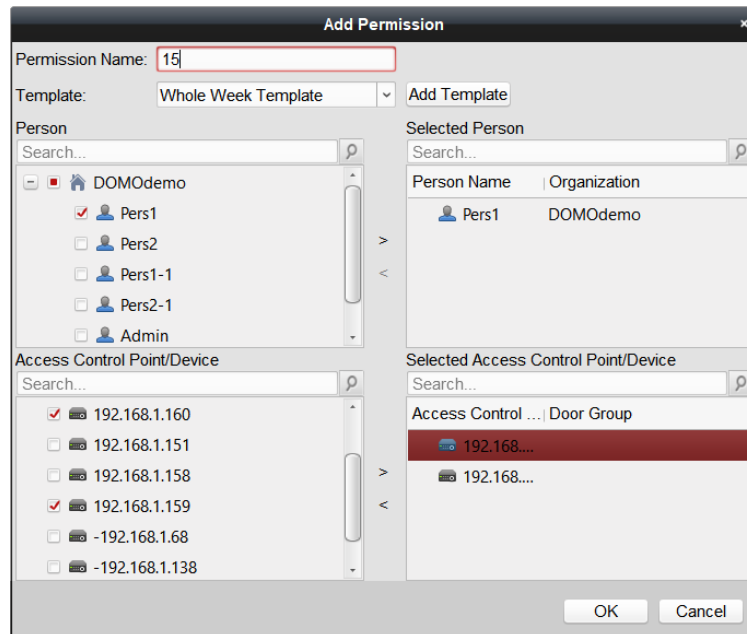 Add Permission
Permission Name: 15
Template: Whole Week Template Add Template
Person
Search...
DOMOdemo
Pers1
Pers2
Pers1-1
Pers2-1
Admin
Selected Person
Search...
Person Name Organization
Pers1 DOMOdemo
Access Control Point/Device
Search...
192.168.1.160
192.168.1.151
192.168.1.158
192.168.1.159
-192.168.1.68
-192.168.1.138
Selected Access Control Point/Device
Search...
Access Control ... Door Group
192.168....
192.168....
OK Cancel